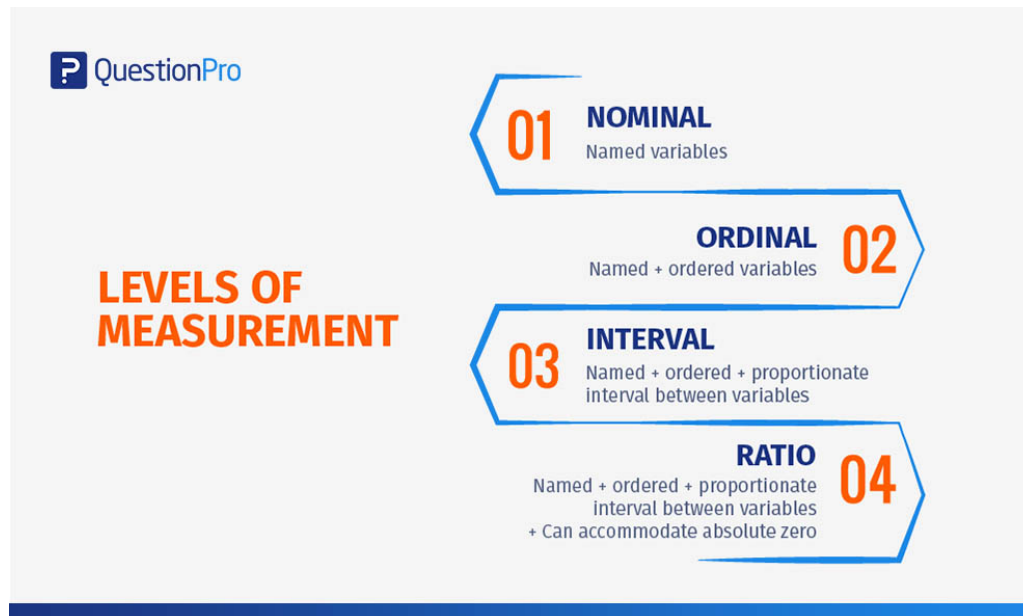 QuestionPro
01
NOMINAL
Named variables
ORDINAL
02
Named + ordered variables
LEVELS OF
MEASUREMENT
INTERVAL
03
Named + ordered + proportionate
interval between variables
RATIO
04
Named + ordered + proportionate
interval between variables
+ Can accommodate absolute zero